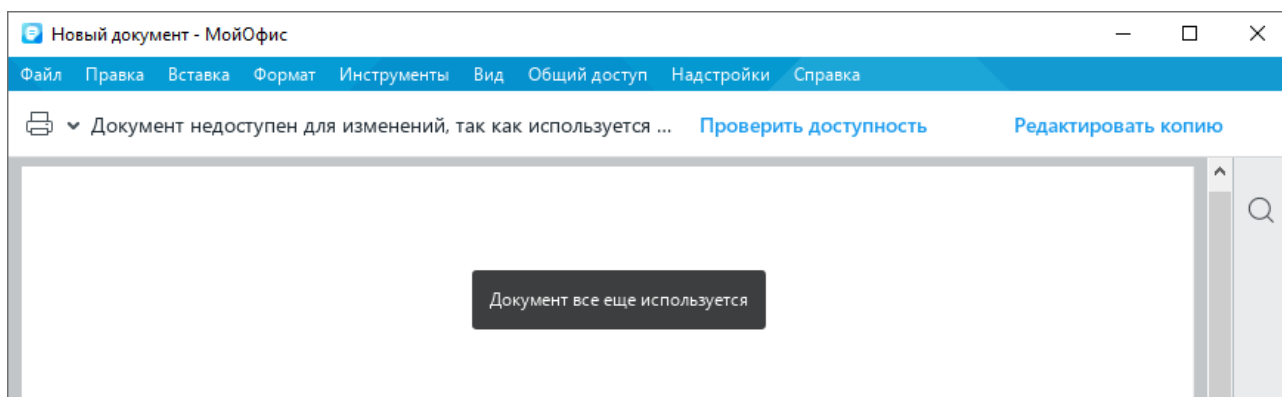 Новый документ - МойОфис
Файл Правка Вставка Формат Инструменты Вид Общий доступ Надстройки Справка
Документ недоступен для изменений, так как используется ... Проверить доступность Редактировать копию
Документ все еще используется